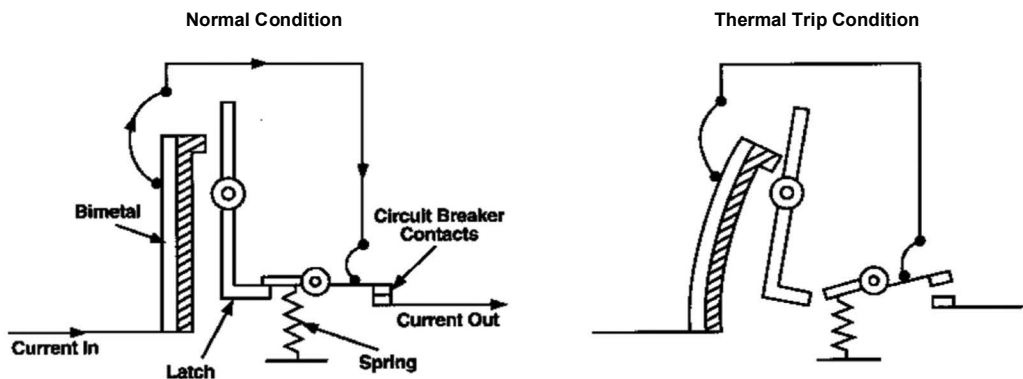 Normal Condition
Thermal Trip Condition
Bimetal
Circuit Breaker
Contacts
Current Out
Current In
Latch
Spring